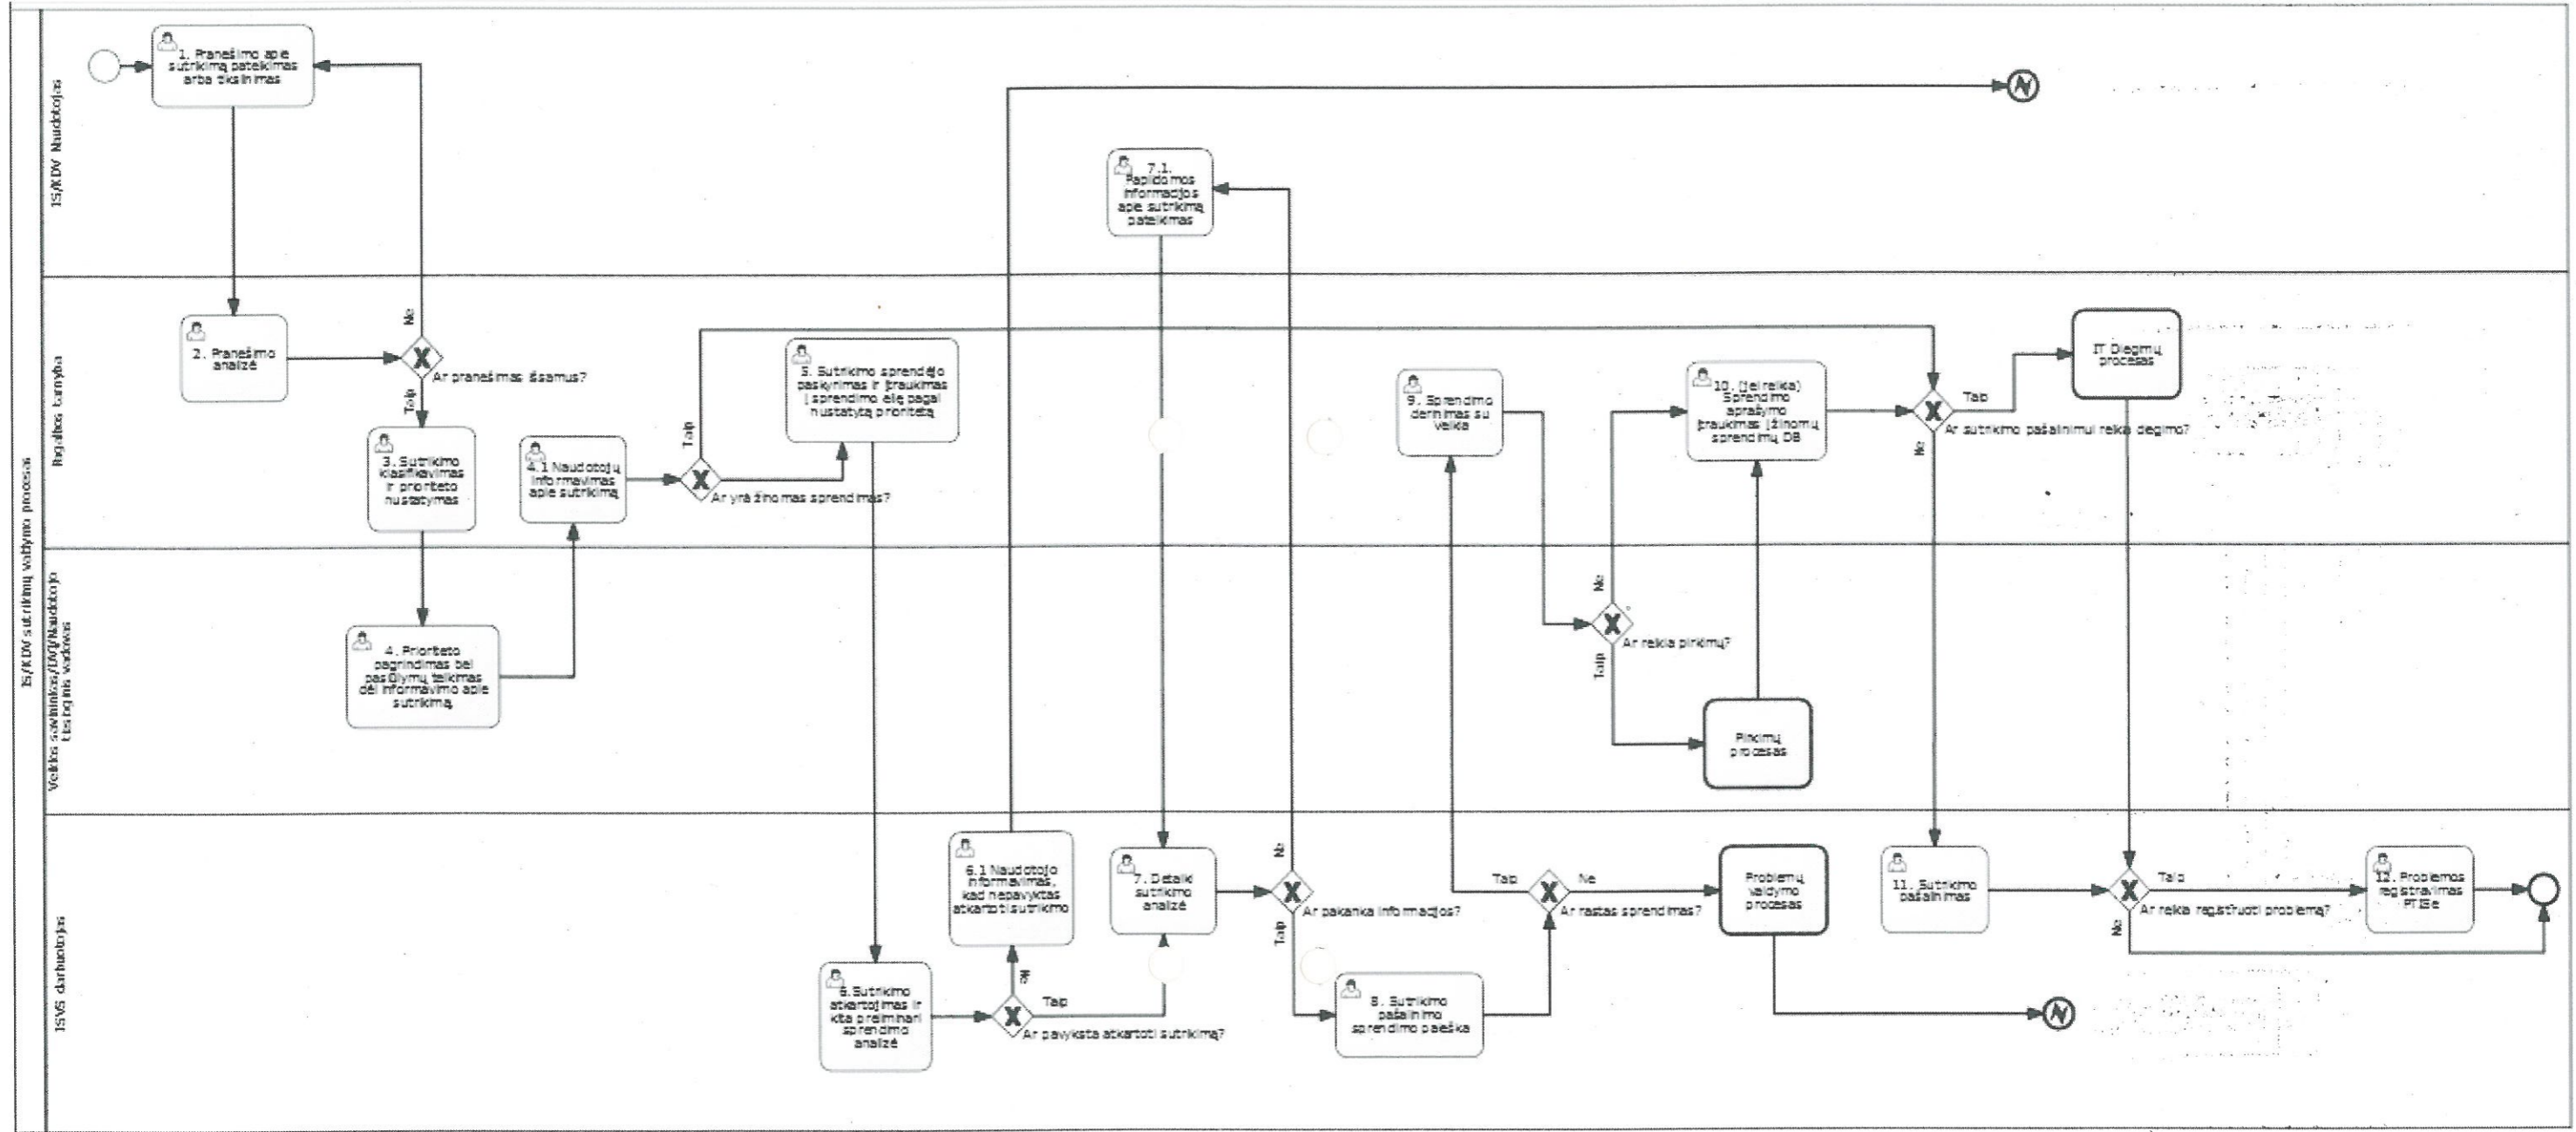 IS/KDV sutrikimų valdymo procesas
IS/KDV Naudotojas
1. Pranešimo apie
sutrikimą pateikimas
arba tikslinimas
7.1.
Papildomos
informacijos
apie sutrikimą
pateikimas
Pagalbos tarnyba
2. Pranešimo
analizė
Ne
Ar pranešimas išsamus?
Taip
3. Sutrikimo
klasifikavimas
ir prioriteto
nustatymas
4.1 Naudotojų
informavimas
apie sutrikimą
Taip
Ar yra žinomas sprendimas?
5. Sutrikimo sprendėjo
paskyrimas ir įtraukimas
į sprendimo eilę pagal
nustatytą prioritetą
9. Sprendimo
derinimas su
veikla
10. (jei reikia)
Sprendimo
aprašymo
įtraukimas į žinomų
sprendimų DB
Taip
Ar sutrikimo pašalinimui reikia diegimo?
Ne
IT Diegimų
procesas
Veiklos savininkas/DVĮ/Naudotojo
tiesioginis vadovas
4. Prioriteto
pagrindimas bei
pasiūlymų teikimas
dėl informavimo apie
sutrikimą
Ne
Ar reikia pirkimų?
Taip
Pirkimų
procesas
ISVS darbuotojas
6.Sutrikimo
atkartojimas ir
kita preliminari
sprendimo
analizė
6.1 Naudotojo
informavimas,
kad nepavyktas
atkartoti sutrikimo
Ne
Taip
Ar pavyksta atkartoti sutrikimą?
7. Detalki
sutrikimo
analizė
Ne
Ar pakanka informacijos?
Taip
8. Sutrikimo
pašalinimo
sprendimo paieška
Taip
Ne
Ar rastas sprendimas?
Problemų
valdymo
procesas
11. Sutrikimo
pašalinimas
Taip
Ar reikia registruoti problemą?
Ne
12. Problemos
registravimas